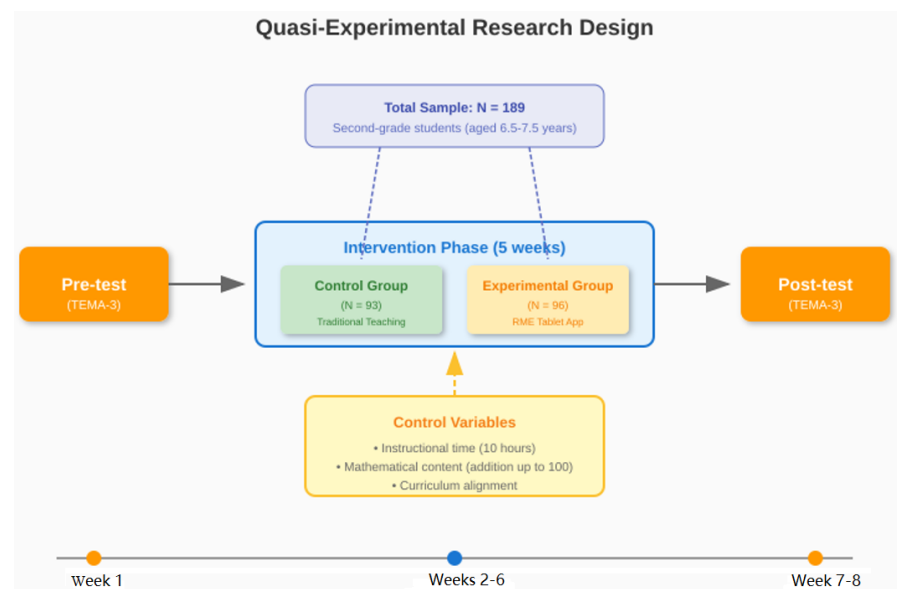 Quasi-Experimental Research Design
Total Sample: N = 189
Second-grade students (aged 6.5-7.5 years)
Intervention Phase (5 weeks)
Pre-test
(TEMA-3)
Control Group
(N = 93)
Traditional Teaching
Experimental Group
(N = 96)
RME Tablet App
Post-test
(TEMA-3)
Control Variables
• Instructional time (10 hours)
• Mathematical content (addition up to 100)
• Curriculum alignment
Week 1
Weeks 2-6
Week 7-8